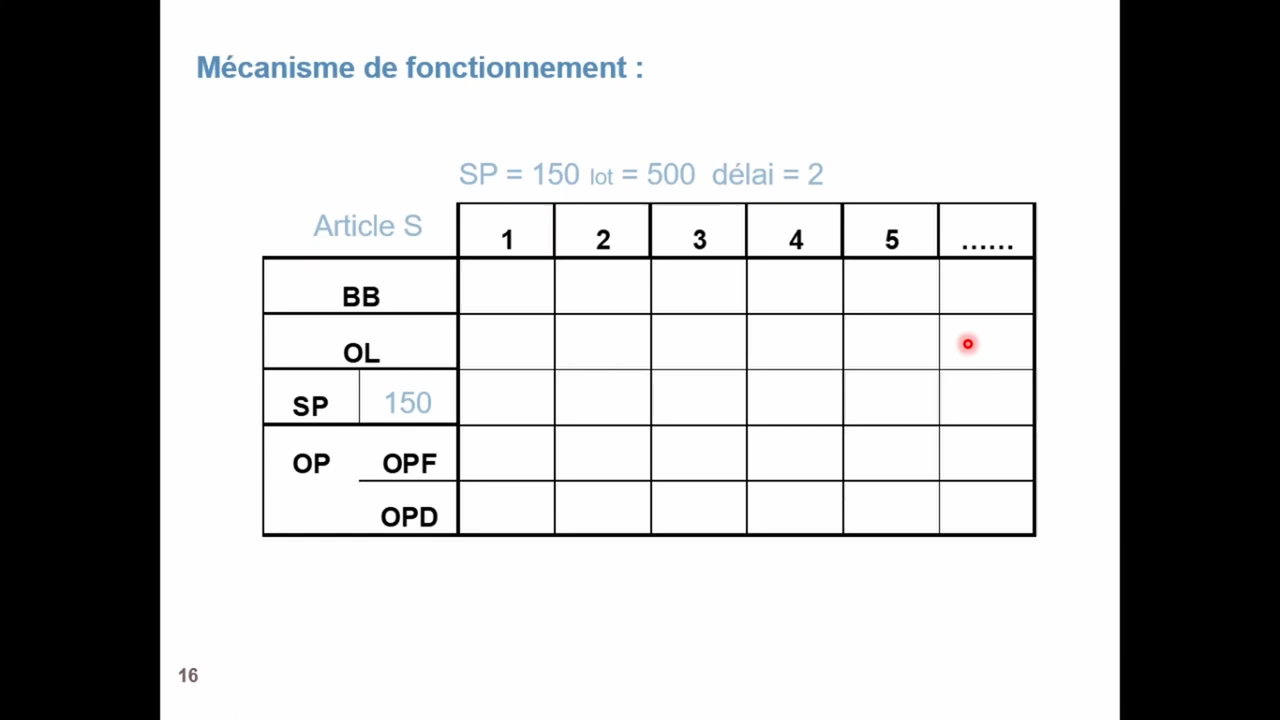 Mécanisme de fonctionnement :
SP = 150 lot = 500 délai = 2
Article S 1 2 3 4 5 ......
BB
OL
SP 150
OP OPF
OPD
16